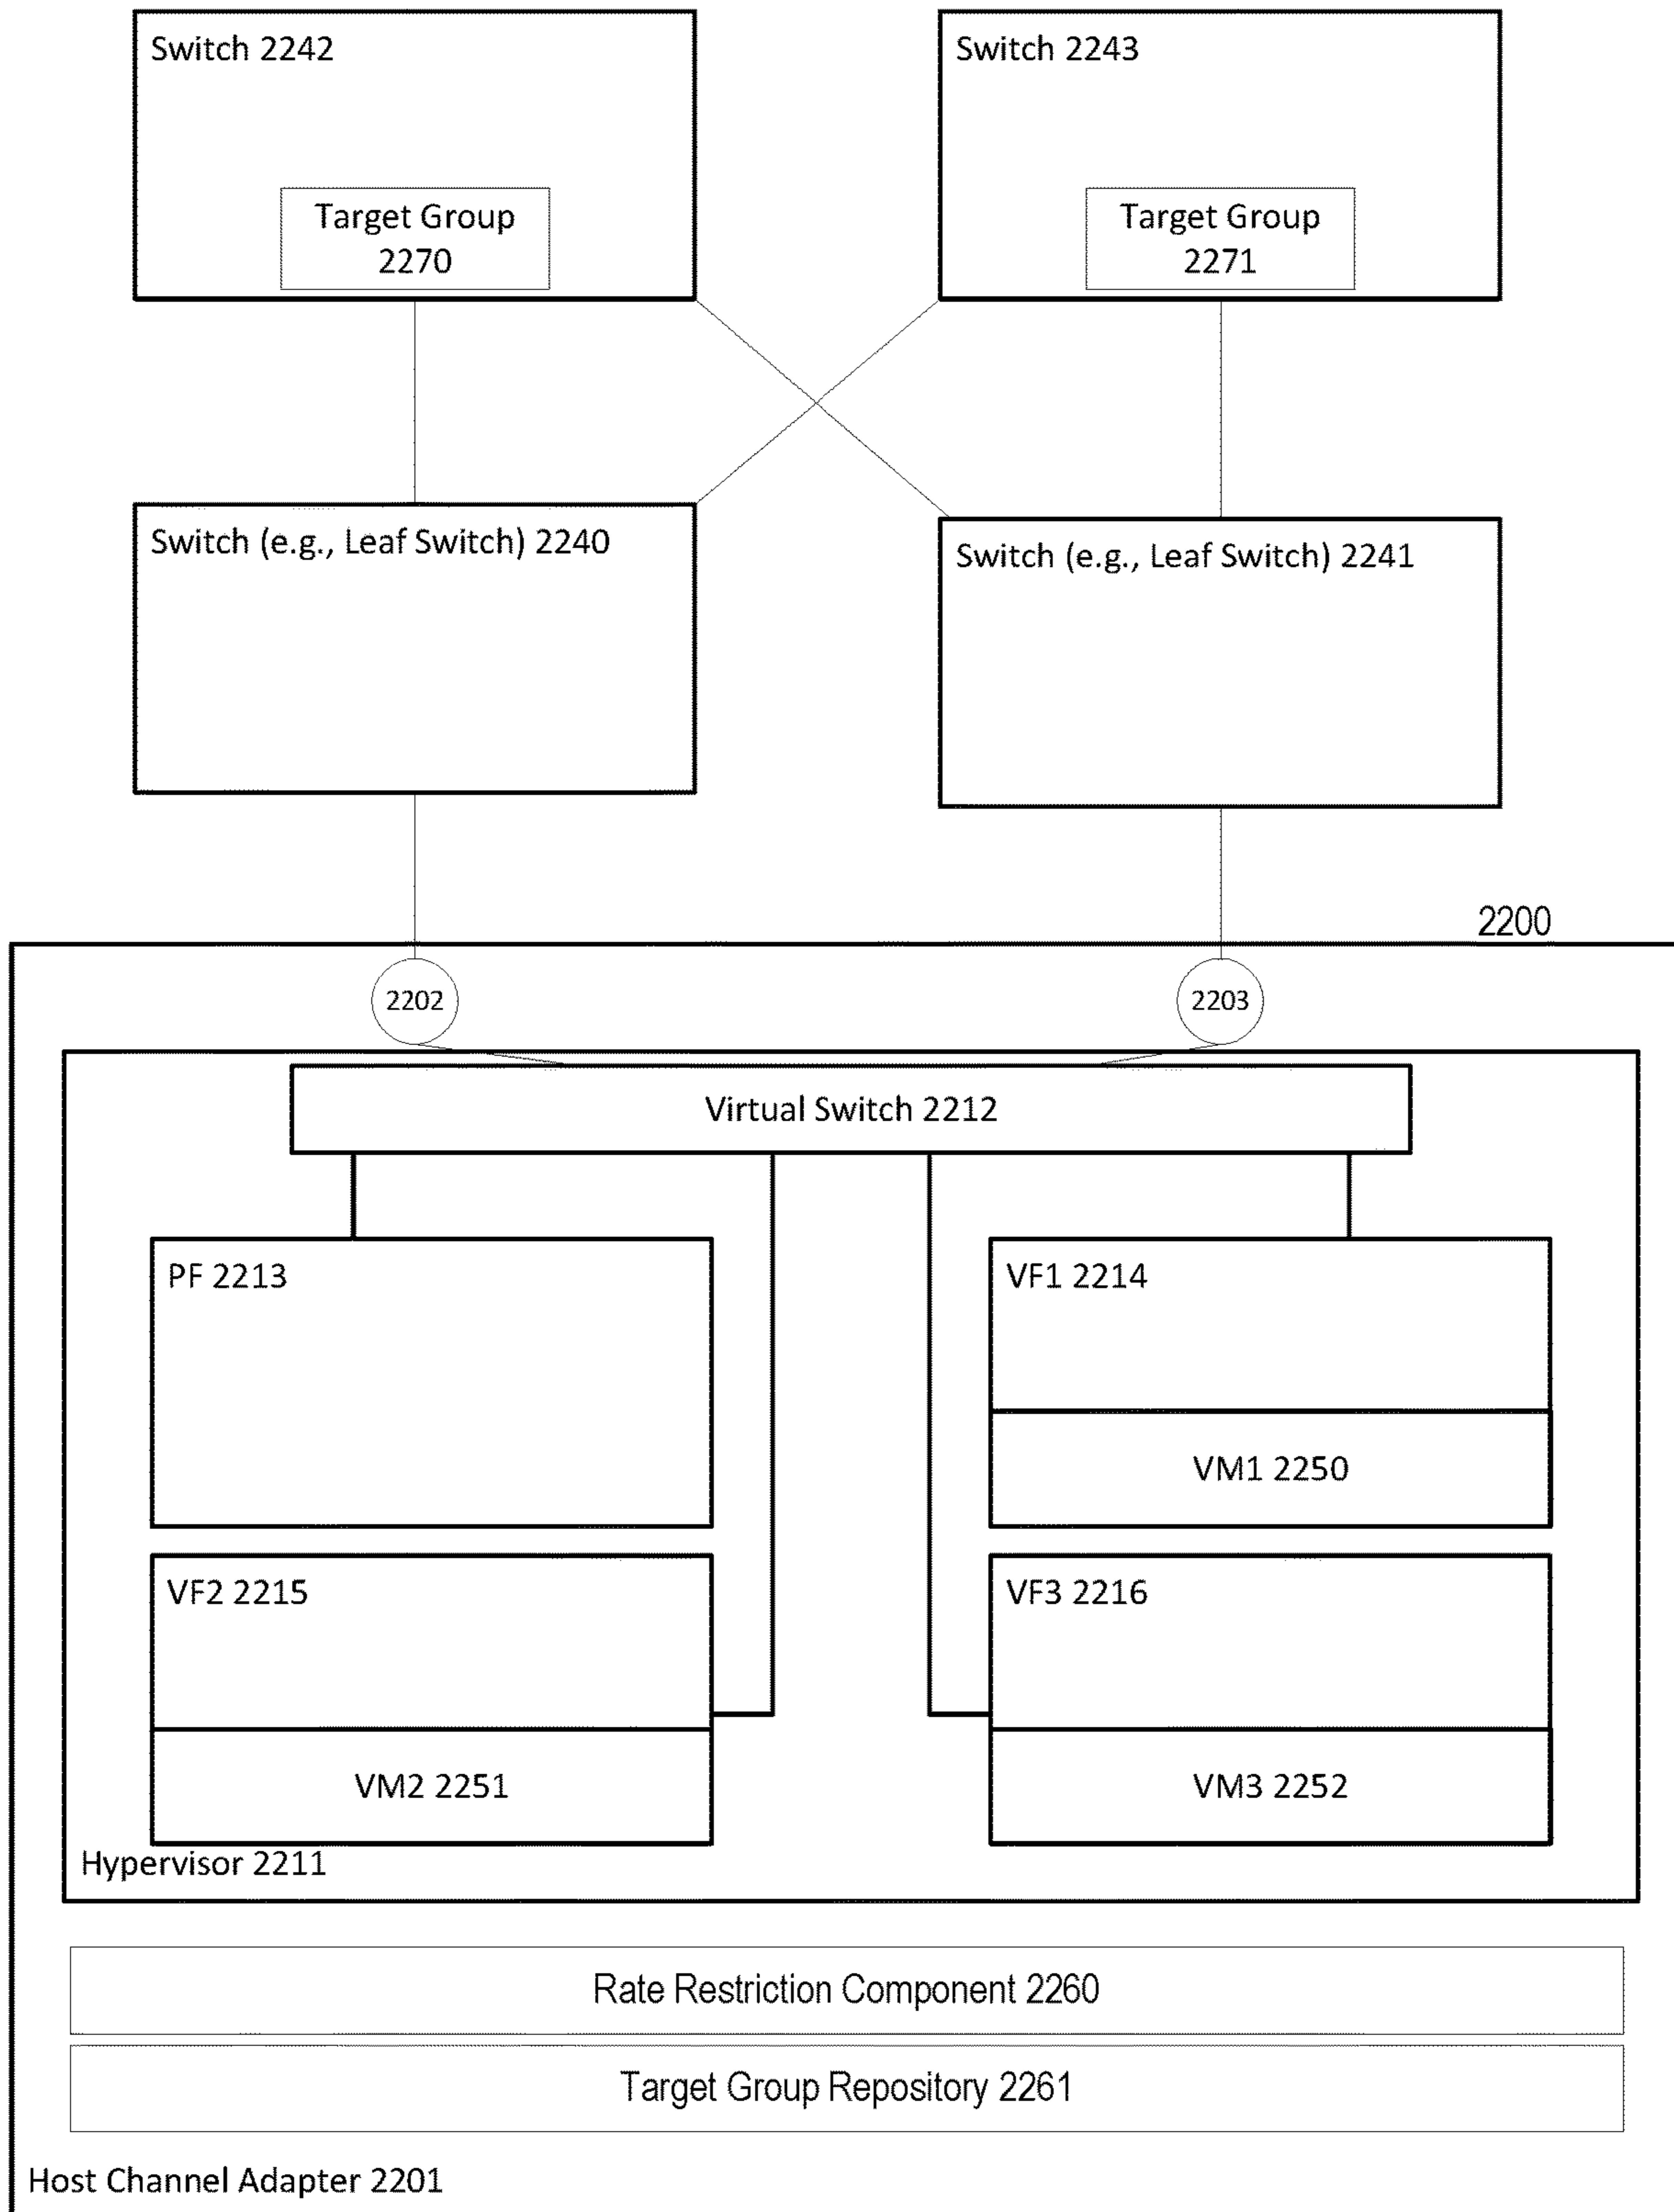 Switch 2242
Switch 2243
Target Group
2270
Target Group
2271
Switch (e.g., Leaf Switch) 2240
Switch (e.g., Leaf Switch) 2241
2200
2202
2203
Virtual Switch 2212
PF 2213
VF1 2214
VM1 2250
VF2 2215
VF3 2216
VM2 2251
VM3 2252
Hypervisor 2211
Rate Restriction Component 2260
Target Group Repository 2261
Host Channel Adapter 2201